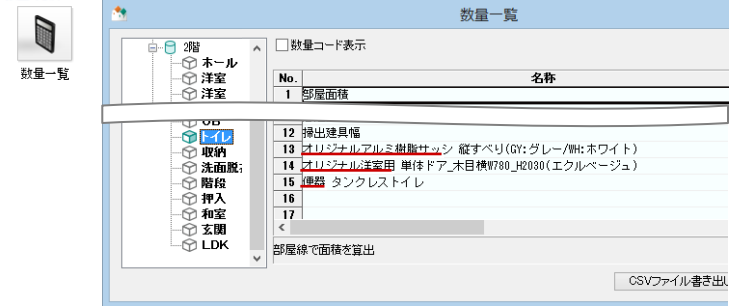 数量一覧
数量一覧
2階
ホール
洋室
洋室
UB
トイレ
収納
洗面脱
階段
押入
和室
玄関
LDK
数量コード表示
No. 名称
1 部屋面積
12 掃出建具幅
13 オリジナルアルミ樹脂サッシ 縦すべり(GY:グレー/WH:ホワイト)
14 オリジナル洋室用 単体ドア_木目横W780_H2030(エクルベージュ)
15 便器 タンクレストイレ
16
17
部屋線で面積を算出
CSVファイル書き出し